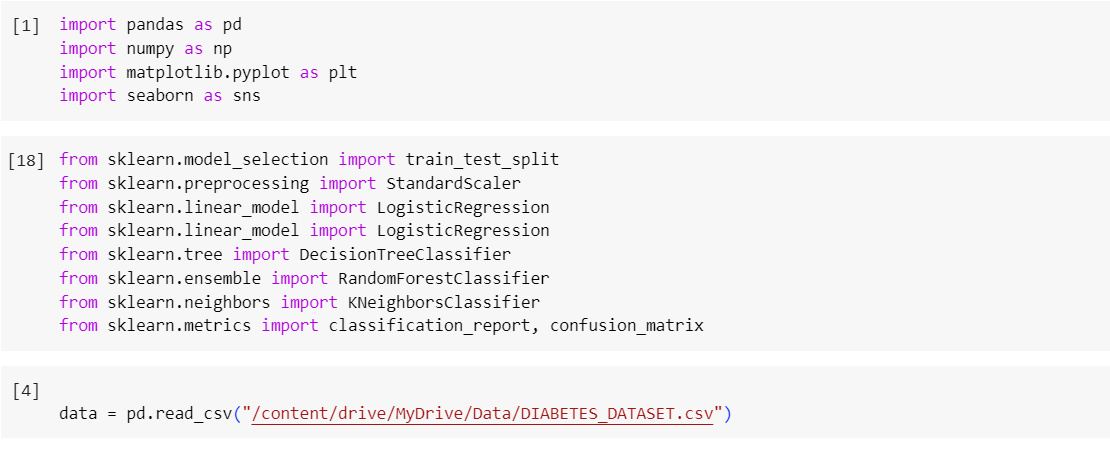 [1] import pandas as pd
import numpy as np
import matplotlib.pyplot as plt
import seaborn as sns
[18] from sklearn.model_selection import train_test_split
from sklearn.preprocessing import StandardScaler
from sklearn.linear_model import LogisticRegression
from sklearn.linear_model import LogisticRegression
from sklearn.tree import DecisionTreeClassifier
from sklearn.ensemble import RandomForestClassifier
from sklearn.neighbors import KNeighborsClassifier
from sklearn.metrics import classification_report, confusion_matrix
[4]
data = pd.read_csv("/content/drive/MyDrive/Data/DIABETES_DATASET.csv")